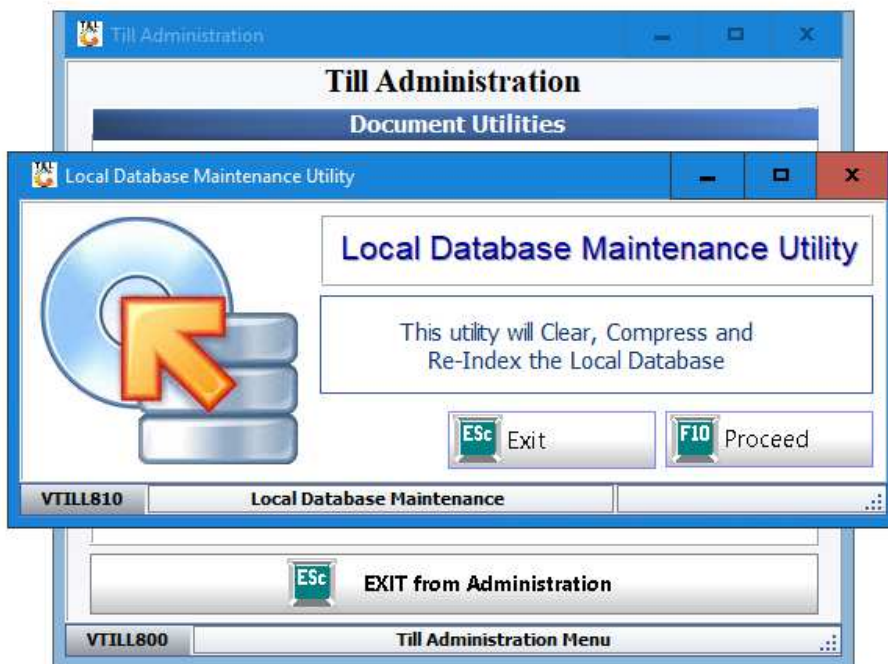 TAL
Till Administration
Till Administration
Document Utilities
TAL
Local Database Maintenance Utility
Local Database Maintenance Utility
This utility will Clear, Compress and
Re-Index the Local Database
ESc Exit
F10 Proceed
VTILL810
Local Database Maintenance
ESc EXIT from Administration
VTILL800
Till Administration Menu